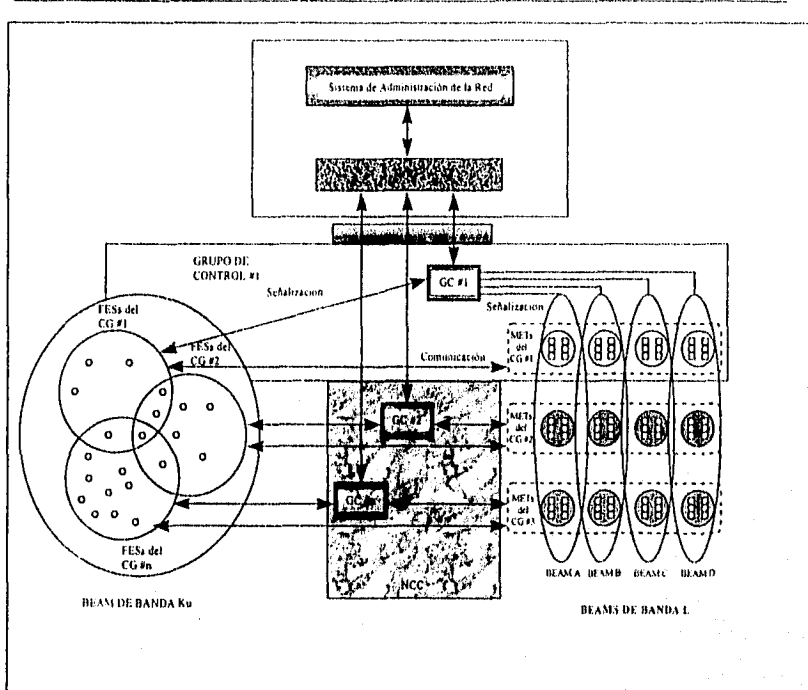 Sistema de Administración de la Red
GRUPO DE
CONTROL #1
GC #1
Señalizacion
Señalización
FESs del
CG #1
FESs del
CG #2
METs
del
CG #1
Comunicación
GC #2
METs
del
CG #2
GC
METs
del
CG #3
FESs del
CG #n
NCC
BEAM A
BEAM B
BEAM C
BEAM D
BEAM DE BANDA Ku
BEAMS DE BANDA L